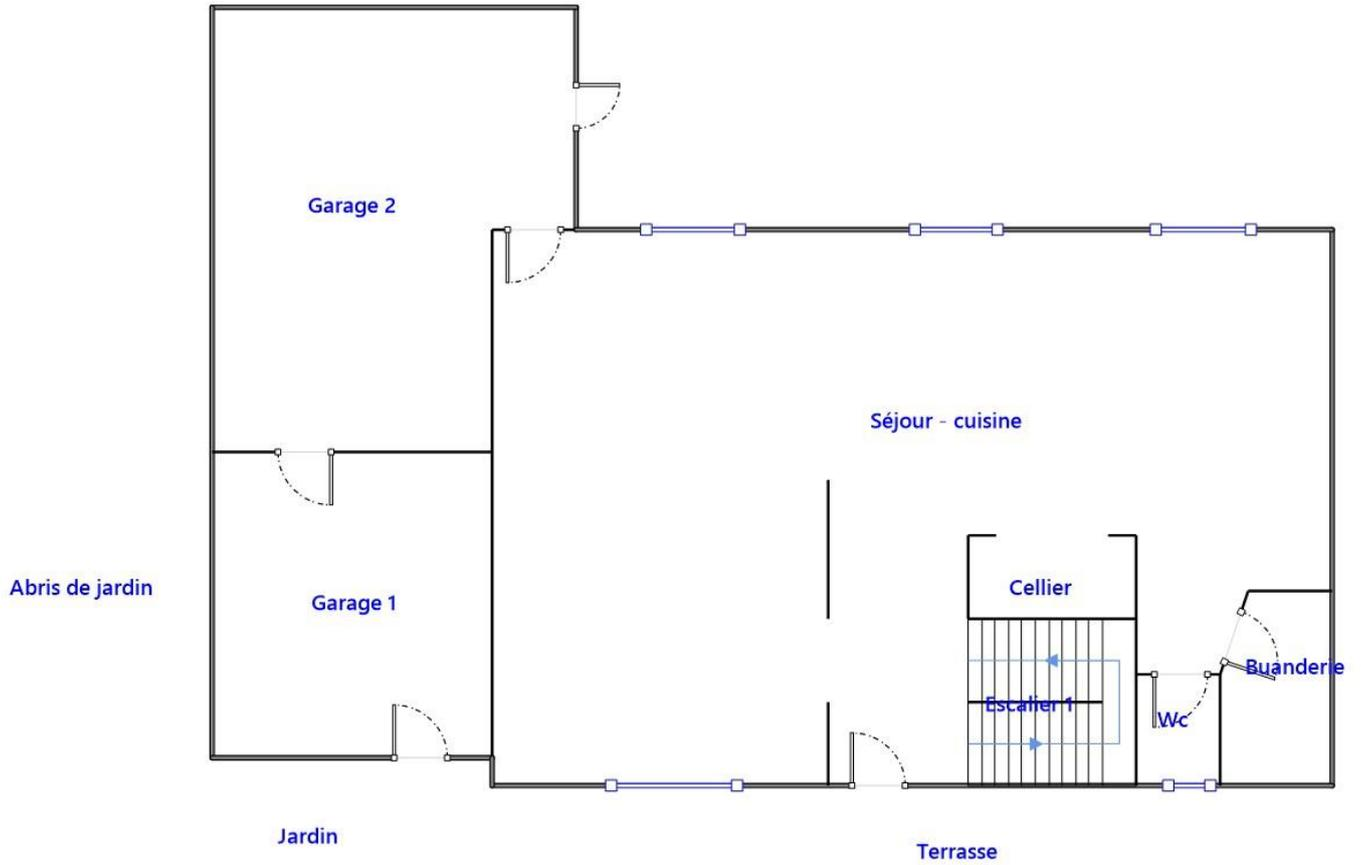 Garage 2
Séjour - cuisine
Abris de jardin
Garage 1
Cellier
Buanderie
Escalier 1
Wc
Jardin
Terrasse